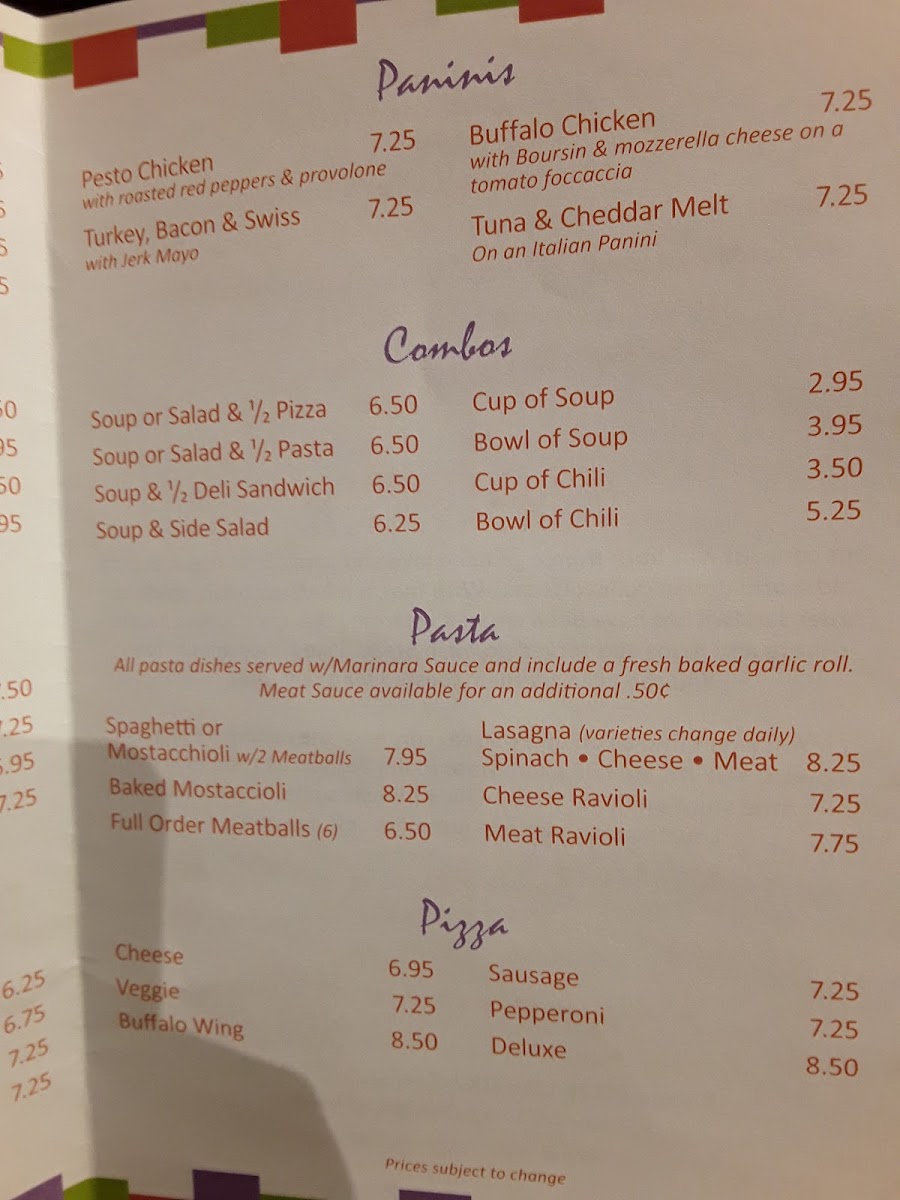 Paninis
Pesto Chicken 7.25
with roasted red peppers & provolone
Turkey, Bacon & Swiss 7.25
with Jerk Mayo
Buffalo Chicken 7.25
with Boursin & mozzerella cheese on a
tomato foccaccia
Tuna & Cheddar Melt 7.25
On an Italian Panini
Combos
Soup or Salad & ½ Pizza 6.50
Soup or Salad & ½ Pasta 6.50
Soup & ½ Deli Sandwich 6.50
Soup & Side Salad 6.25
Cup of Soup 2.95
Bowl of Soup 3.95
Cup of Chili 3.50
Bowl of Chili 5.25
Pasta
All pasta dishes served w/Marinara Sauce and include a fresh baked garlic roll.
Meat Sauce available for an additional .50¢
Spaghetti or
Mostacchioli w/2 Meatballs 7.95
Baked Mostaccioli 8.25
Full Order Meatballs (6) 6.50
Lasagna (varieties change daily)
Spinach • Cheese • Meat 8.25
Cheese Ravioli 7.25
Meat Ravioli 7.75
Pizza
Cheese 6.95
Veggie 7.25
Buffalo Wing 8.50
Sausage 7.25
Pepperoni 7.25
Deluxe 8.50
6.25
6.75
7.25
7.25
Prices subject to change